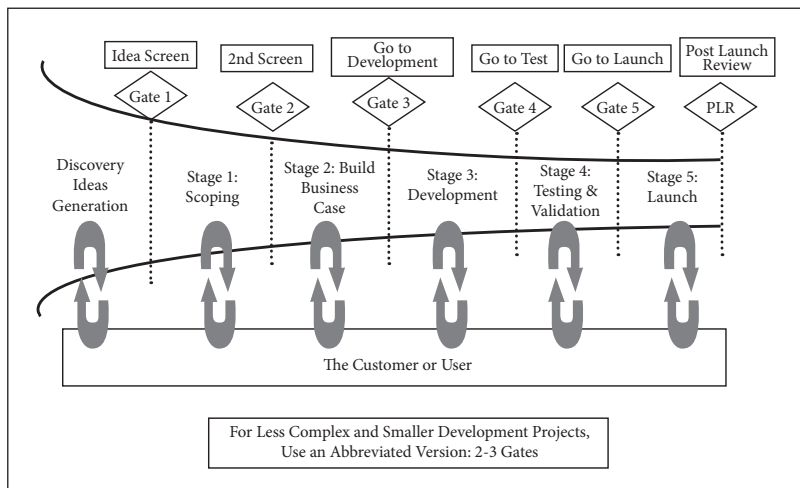 Idea Screen
2nd Screen
Go to
Development
Go to Test
Go to Launch
Post Launch
Review
Gate 1
Gate 2
Gate 3
Gate 4
Gate 5
PLR
Discovery
Ideas
Generation
Stage 1:
Scoping
Stage 2: Build
Business
Case
Stage 3:
Development
Stage 4:
Testing &
Validation
Stage 5:
Launch
The Customer or User
For Less Complex and Smaller Development Projects,
Use an Abbreviated Version: 2-3 Gates